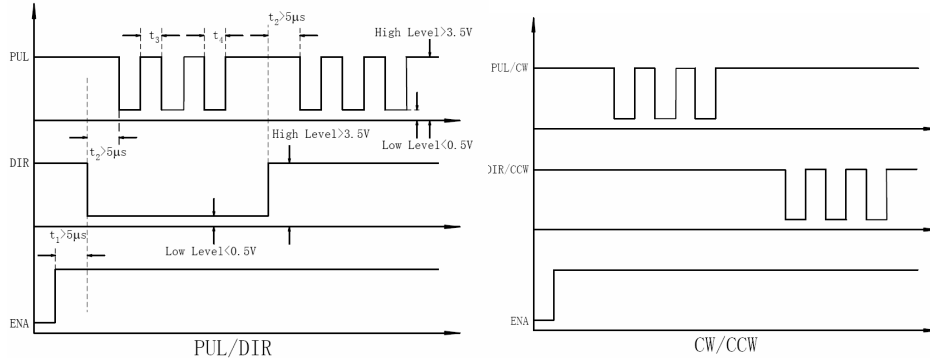 t₂>5μs
t₃
t₄
High Level>3.5V
PUL
High Level>3.5V
Low Level<0.5V
t₂>5μs
DIR
t₁>5μs
Low Level<0.5V
ENA
PUL/DIR
PUL/CW
DIR/CCW
ENA
CW/CCW